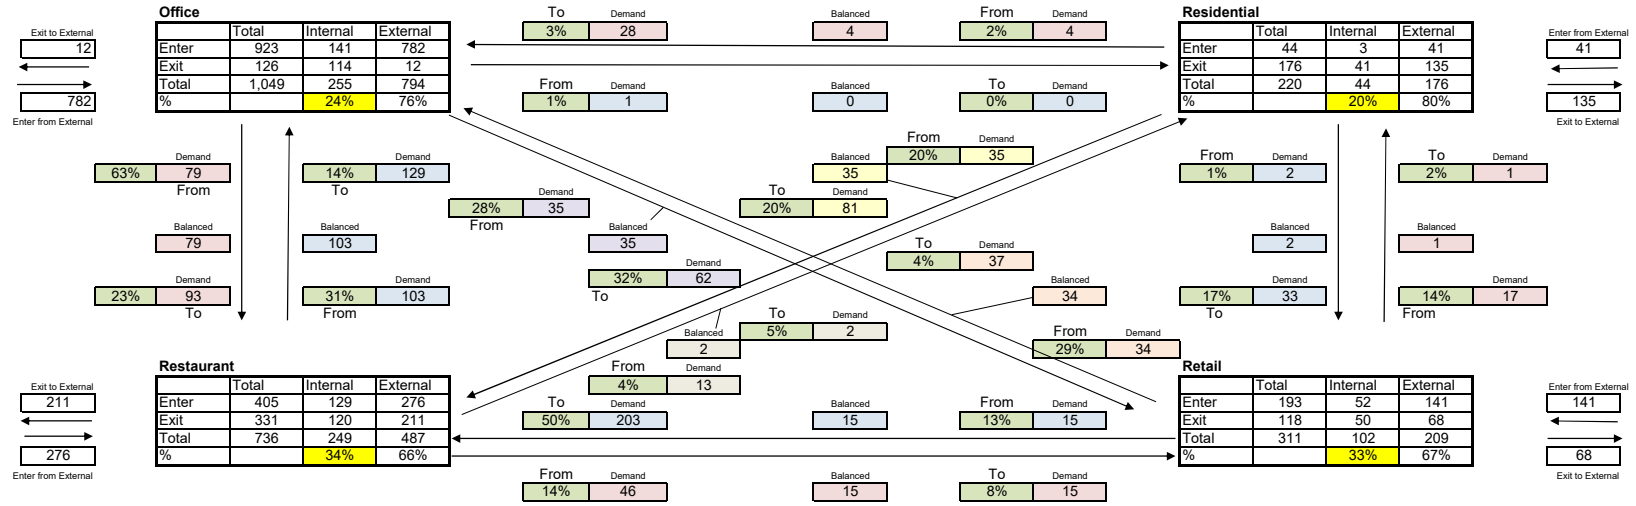 Office To Demand Balanced From Demand Residential
3% 28 4 2% 4
Exit to External Total Internal External Total Internal External Enter from External
12 Enter 923 141 782 Enter 44 3 41 41
Exit 126 114 12 Exit 176 41 135
Total 1,049 255 794 From Demand Balanced To Demand Total 220 44 176
782 % 24% 76% 1% 1 0 0% 0 % 20% 80% 135
Enter from External Exit to External
From Demand
20% 35
Demand Demand Balanced From Demand To Demand
63% 79 14% 129 35 1% 2 2% 1
From To
Demand To Demand
28% 35 20% 81
From
Balanced Balanced Balanced To Demand Balanced Balanced
79 103 35 4% 37 2 1
Demand
32% 62
To
Demand Demand Balanced Demand Demand
23% 93 31% 103 34 17% 33 14% 17
To From To From
To Demand
5% 2
Balanced From Demand
2 29% 34
Restaurant From Demand Retail
4% 13
Exit to External Total Internal External Total Internal External Enter from External
211 Enter 405 129 276 To Demand Balanced From Demand Enter 193 52 141 141
Exit 331 120 211 50% 203 15 13% 15 Exit 118 50 68
Total 736 249 487 Total 311 102 209
276 % 34% 66% % 33% 67% 68
Enter from External From Demand Balanced To Demand Exit to External
14% 46 15 8% 15